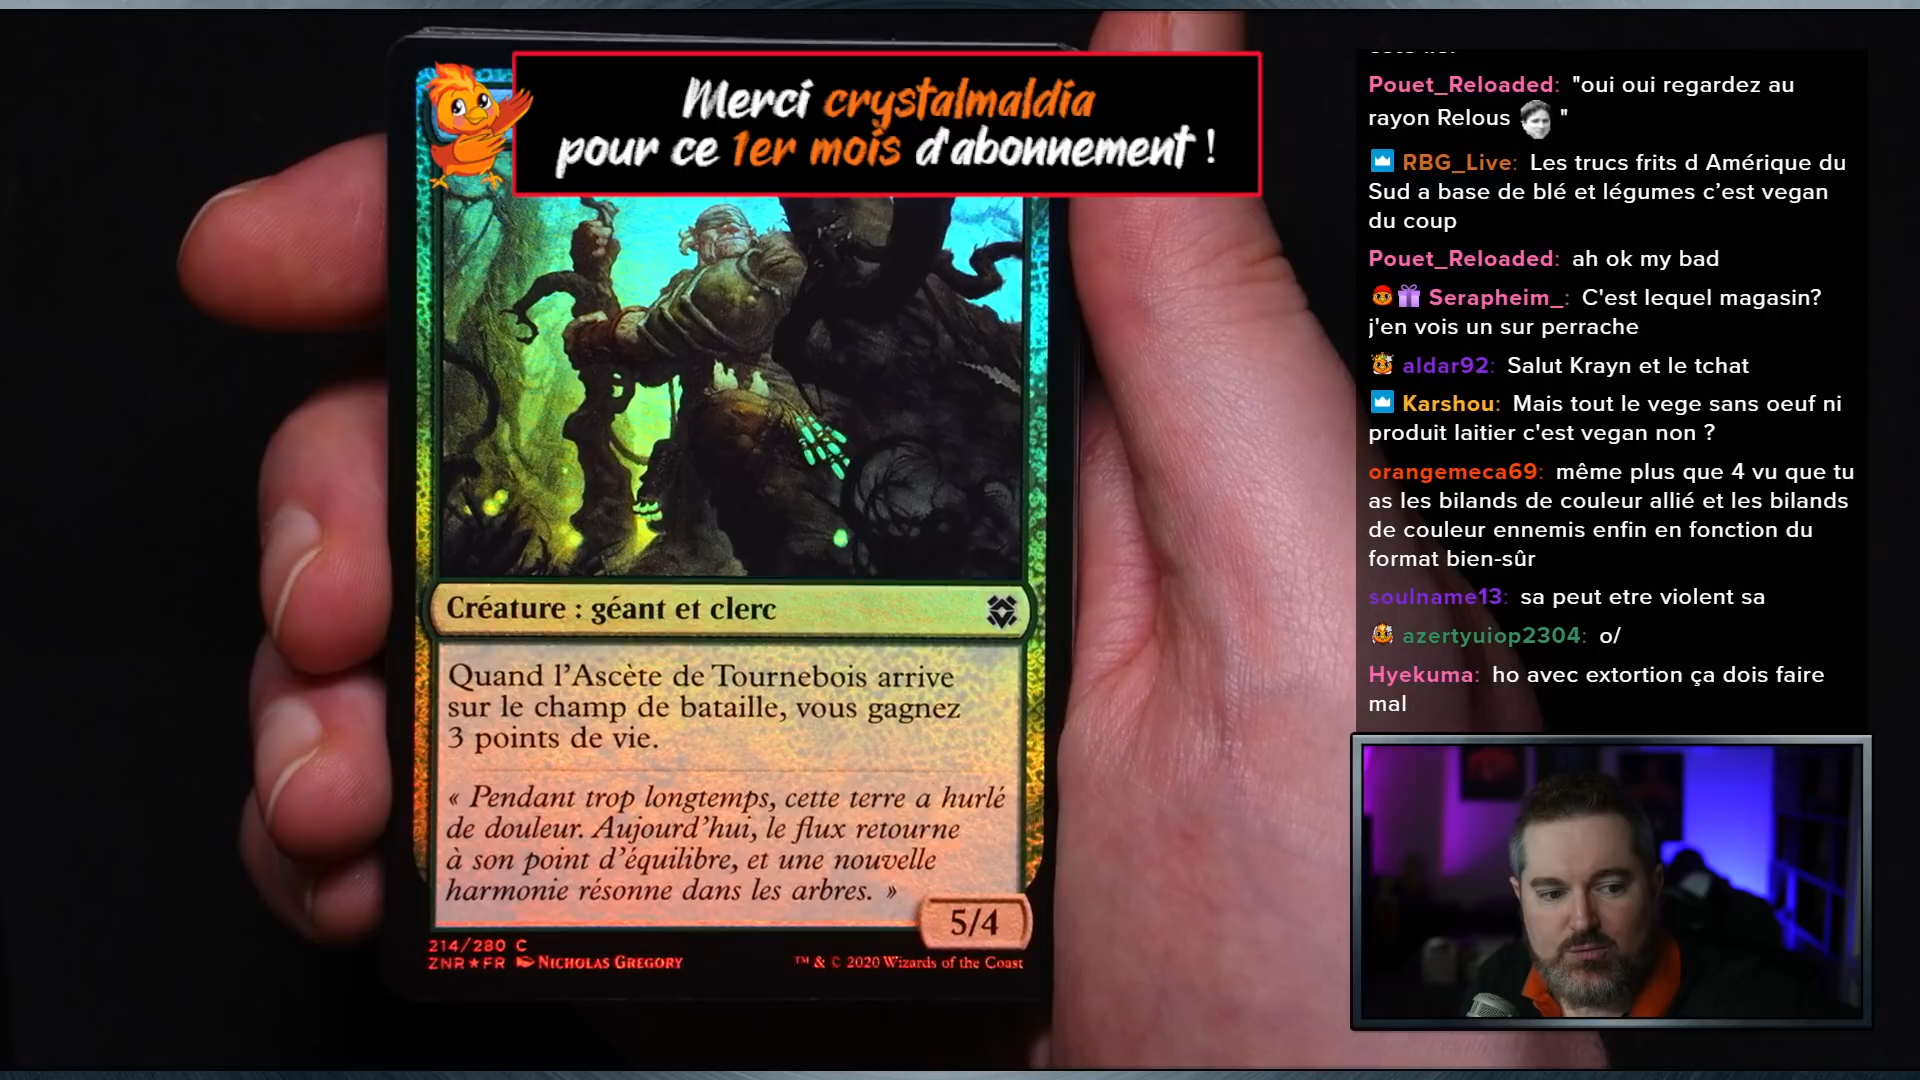 Merci crystalmaldia
pour ce 1er mois d'abonnement !
Créature : géant et clerc
Quand l'Ascète de Tournebois arrive
sur le champ de bataille, vous gagnez
3 points de vie.
« Pendant trop longtemps, cette terre a hurlé
de douleur. Aujourd'hui, le flux retourne
à son point d'équilibre, et une nouvelle
harmonie résonne dans les arbres. »
5/4
214/280 C
ZNR★FR NICHOLAS GREGORY
™ & © 2020 Wizards of the Coast
Pouet_Reloaded: "oui oui regardez au
rayon Relous "
RBG_Live: Les trucs frits d Amérique du
Sud a base de blé et légumes c’est vegan
du coup
Pouet_Reloaded: ah ok my bad
Serapheim_: C'est lequel magasin?
j'en vois un sur perrache
aldar92: Salut Krayn et le tchat
Karshou: Mais tout le vege sans oeuf ni
produit laitier c'est vegan non ?
orangemeca69: même plus que 4 vu que tu
as les bilands de couleur allié et les bilands
de couleur ennemis enfin en fonction du
format bien-sûr
soulname13: sa peut etre violent sa
azertyuiop2304: o/
Hyekuma: ho avec extortion ça dois faire
mal